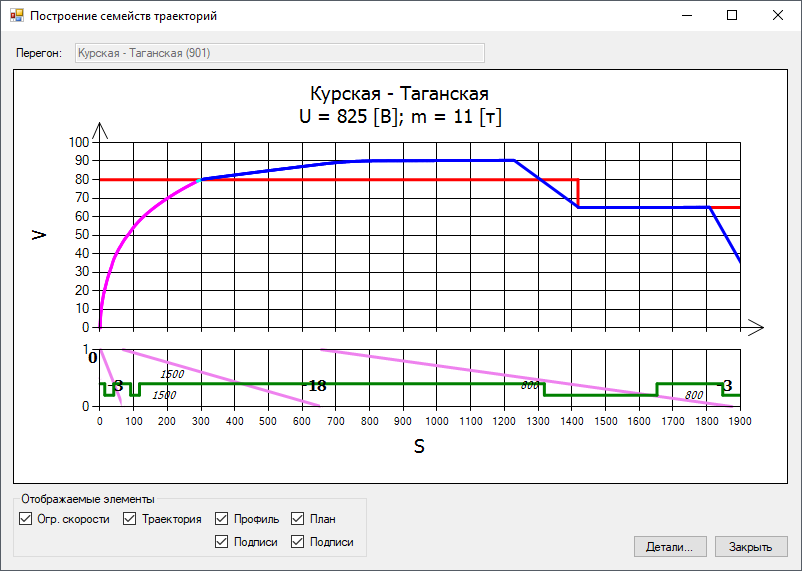 Построение семейств траекторий
Перегон: Курская - Таганская (901)
Курская - Таганская
U = 825 [В]; m = 11 [т]
100
90
80
70
60
50
40
30
20
10
0
V
1
0
0
-3
1500
1500
-18
800
800
-3
0 100 200 300 400 500 600 700 800 900 1000 1100 1200 1300 1400 1500 1600 1700 1800 1900
S
Отображаемые элементы
Огр. скорости Траектория Профиль План
Подписи Подписи
Детали... Закрыть